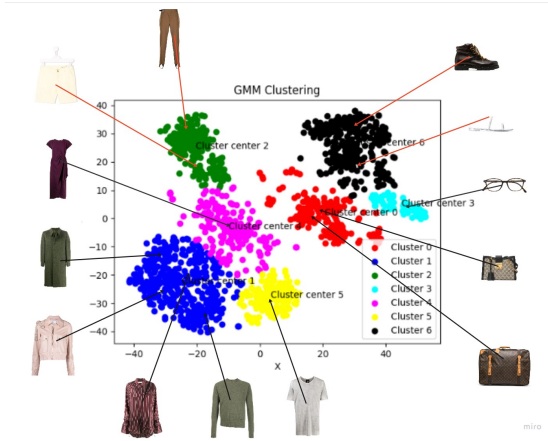 GMM Clustering
40
30
20
10
0
−10
−20
−30
−40
−40
−20
0
20
40
x
Cluster center 2
Cluster center 6
Cluster center 3
Cluster center 0
Cluster center 4
Cluster center 1
Cluster center 5
Cluster 0
Cluster 1
Cluster 2
Cluster 3
Cluster 4
Cluster 5
Cluster 6
miro